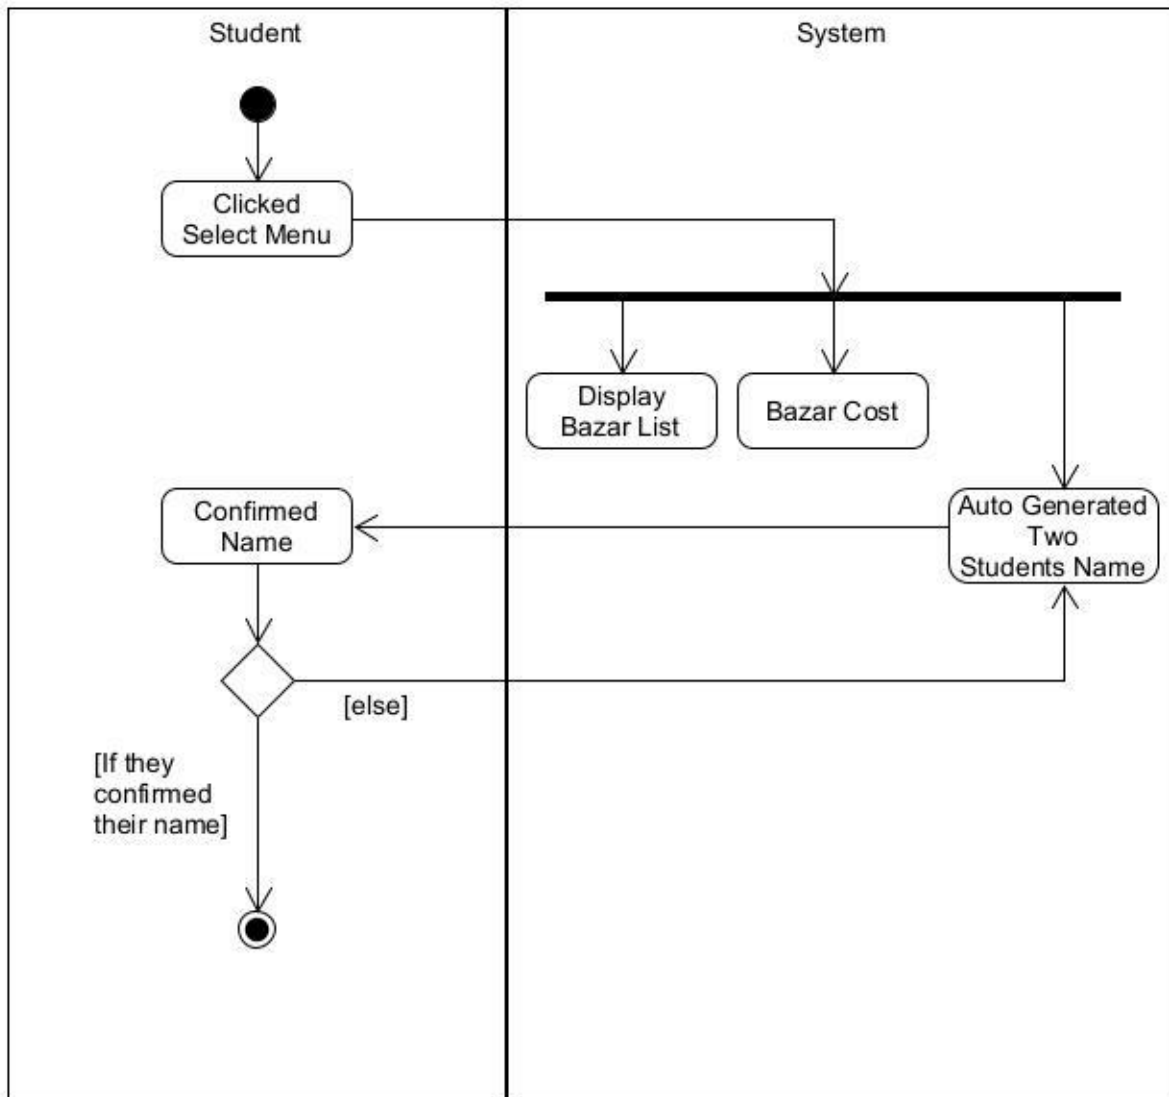 Student
System
Clicked
Select Menu
Display
Bazar List
Bazar Cost
Confirmed
Name
Auto Generated
Two
Students Name
[else]
[If they
confirmed
their name]